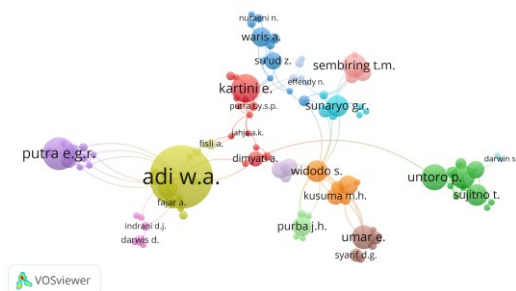 nuraeni n.
waris a.
su'ud z.
sembiring t.m.
effendy n.
kartini e.
putra t.y.s.p.
sunaryo g.r.
jahja a.k.
fisli a.
putra e.g.r.
dimyati a.
darwin s
adi w.a.
widodo s.
untoro p.
fajar a.
kusuma m.h.
sujitno t.
indrani d.j.
purba j.h.
darwis d.
umar e.
syarif d.g.
VOSviewer